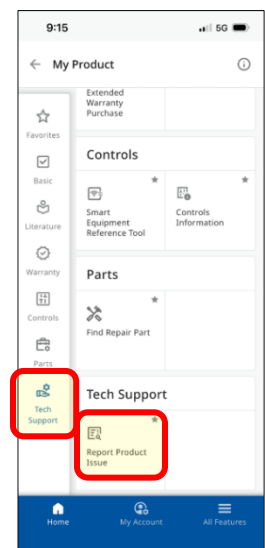 9:15
5G
My Product
Extended
Warranty
Purchase
Favorites
Basic
Literature
Warranty
Controls
Parts
Tech
Support
Controls
Smart
Equipment
Reference Tool
Controls
Information
Parts
Find Repair Part
Tech Support
Report Product
Issue
Home
My Account
All Features